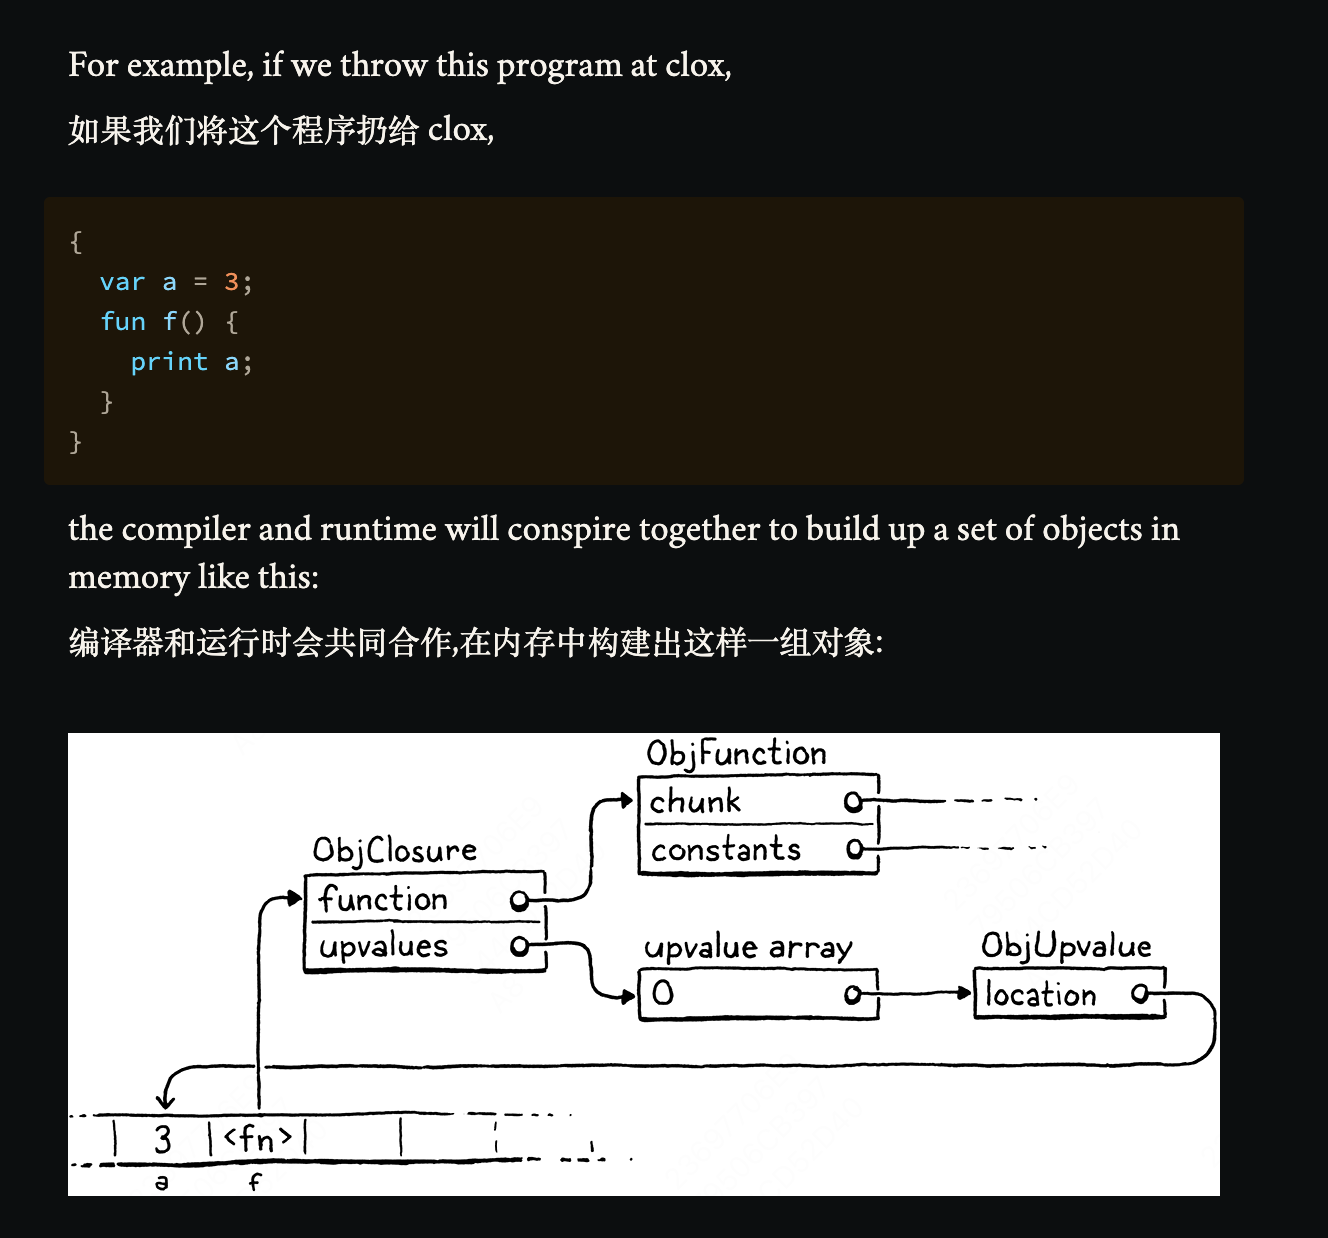 For example, if we throw this program at clox,
如果我们将这个程序扔给 clox,
{
  var a = 3;
  fun f() {
    print a;
  }
}
the compiler and runtime will conspire together to build up a set of objects in
memory like this:
编译器和运行时会共同合作,在内存中构建出这样一组对象:
ObjFunction
chunk
constants
ObjClosure
function
upvalues
upvalue array
0
ObjUpvalue
location
3 <fn>
a f